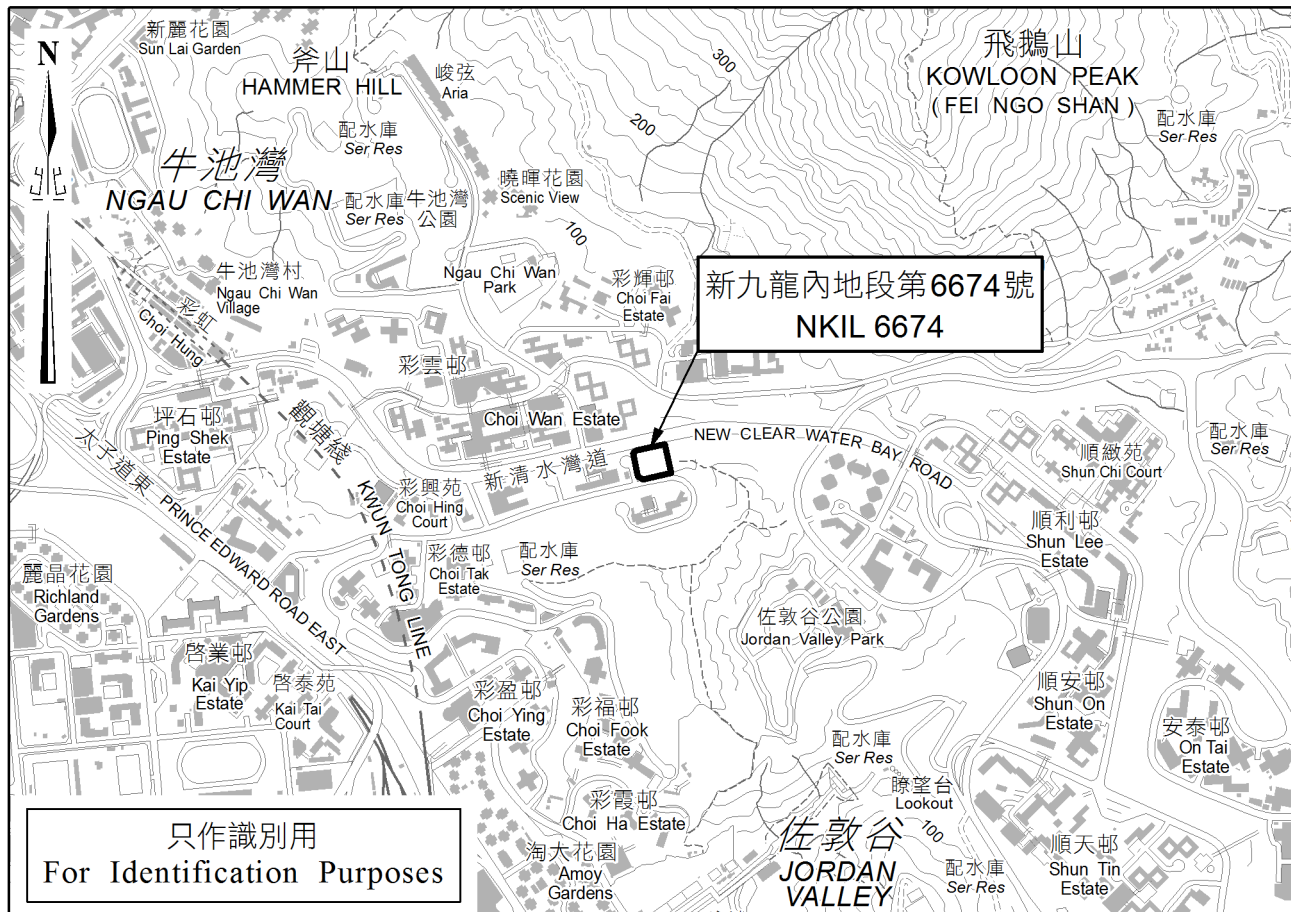 新麗花園
Sun Lai Garden
N
斧山
HAMMER HILL
峻弦
Aria
300
200
飛鵝山
KOWLOON PEAK
( FEI NGO SHAN )
配水庫
Ser Res
配水庫
Ser Res
牛池灣
NGAU CHI WAN
配水庫
Ser Res
牛池灣
公園
曉暉花園
Scenic View
100
牛池灣村
Ngau Chi Wan
Village
Ngau Chi Wan
Park
彩輝邨
Choi Fai
Estate
新九龍內地段第6674號
NKIL 6674
彩虹
Choi Hung
彩雲邨
Choi Wan Estate
坪石邨
Ping Shek
Estate
觀塘綫
KWUN TONG LINE
太子道東
PRINCE EDWARD ROAD EAST
新清水灣道
NEW CLEAR WATER BAY ROAD
彩興苑
Choi Hing
Court
順緻苑
Shun Chi Court
配水庫
Ser Res
順利邨
Shun Lee
Estate
彩德邨
Choi Tak
Estate
配水庫
Ser Res
麗晶花園
Richland
Gardens
佐敦谷公園
Jordan Valley Park
啓業邨
Kai Yip
Estate
啓泰苑
Kai Tai
Court
彩盈邨
Choi Ying
Estate
彩福邨
Choi Fook
Estate
順安邨
Shun On
Estate
安泰邨
On Tai
Estate
配水庫
Ser Res
瞭望台
Lookout
100
彩霞邨
Choi Ha Estate
佐敦谷
JORDAN
VALLEY
淘大花園
Amoy
Gardens
配水庫
Ser Res
順天邨
Shun Tin
Estate
只作識別用
For Identification Purposes